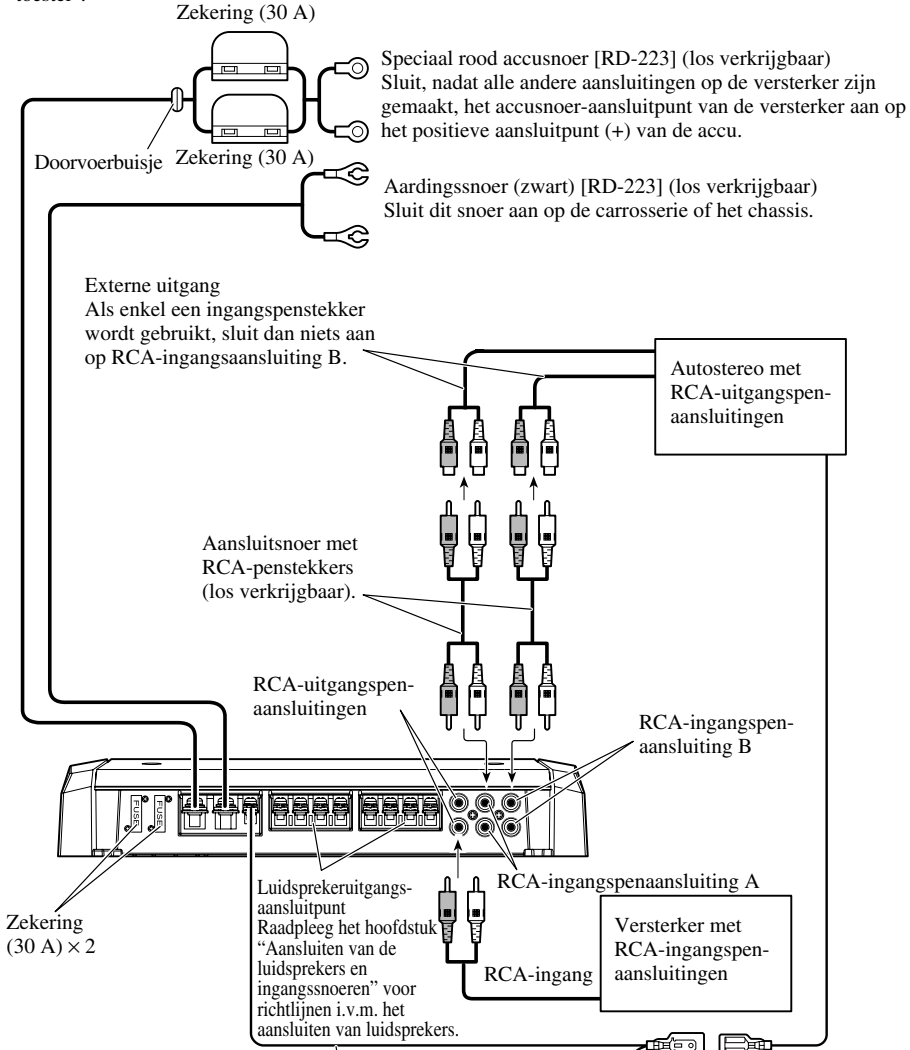 Zekering (30 A)
Speciaal rood accusnoer [RD-223] (los verkrijgbaar)
Sluit, nadat alle andere aansluitingen op de versterker zijn
gemaakt, het accusnoer-aansluitpunt van de versterker aan op
het positieve aansluitpunt (+) van de accu.
Doorvoerbuisje
Zekering (30 A)
Aardingssnoer (zwart) [RD-223] (los verkrijgbaar)
Sluit dit snoer aan op de carrosserie of het chassis.
Externe uitgang
Als enkel een ingangspenstekker
wordt gebruikt, sluit dan niets aan
op RCA-ingangsaansluiting B.
Autostereo met
RCA-uitgangspen-
aansluitingen
Aansluitsnoer met
RCA-penstekkers
(los verkrijgbaar).
RCA-uitgangspen-
aansluitingen
RCA-ingangspen-
aansluiting B
FUSE
FUSE
RCA-ingangspenaansluiting A
Luidsprekeruitgangs-
aansluitpunt
Raadpleeg het hoofdstuk
“Aansluiten van de
luidsprekers en
ingangssnoeren” voor
richtlijnen i.v.m. het
aansluiten van luidsprekers.
Zekering
(30 A) × 2
RCA-ingang
Versterker met
RCA-ingangspen-
aansluitingen